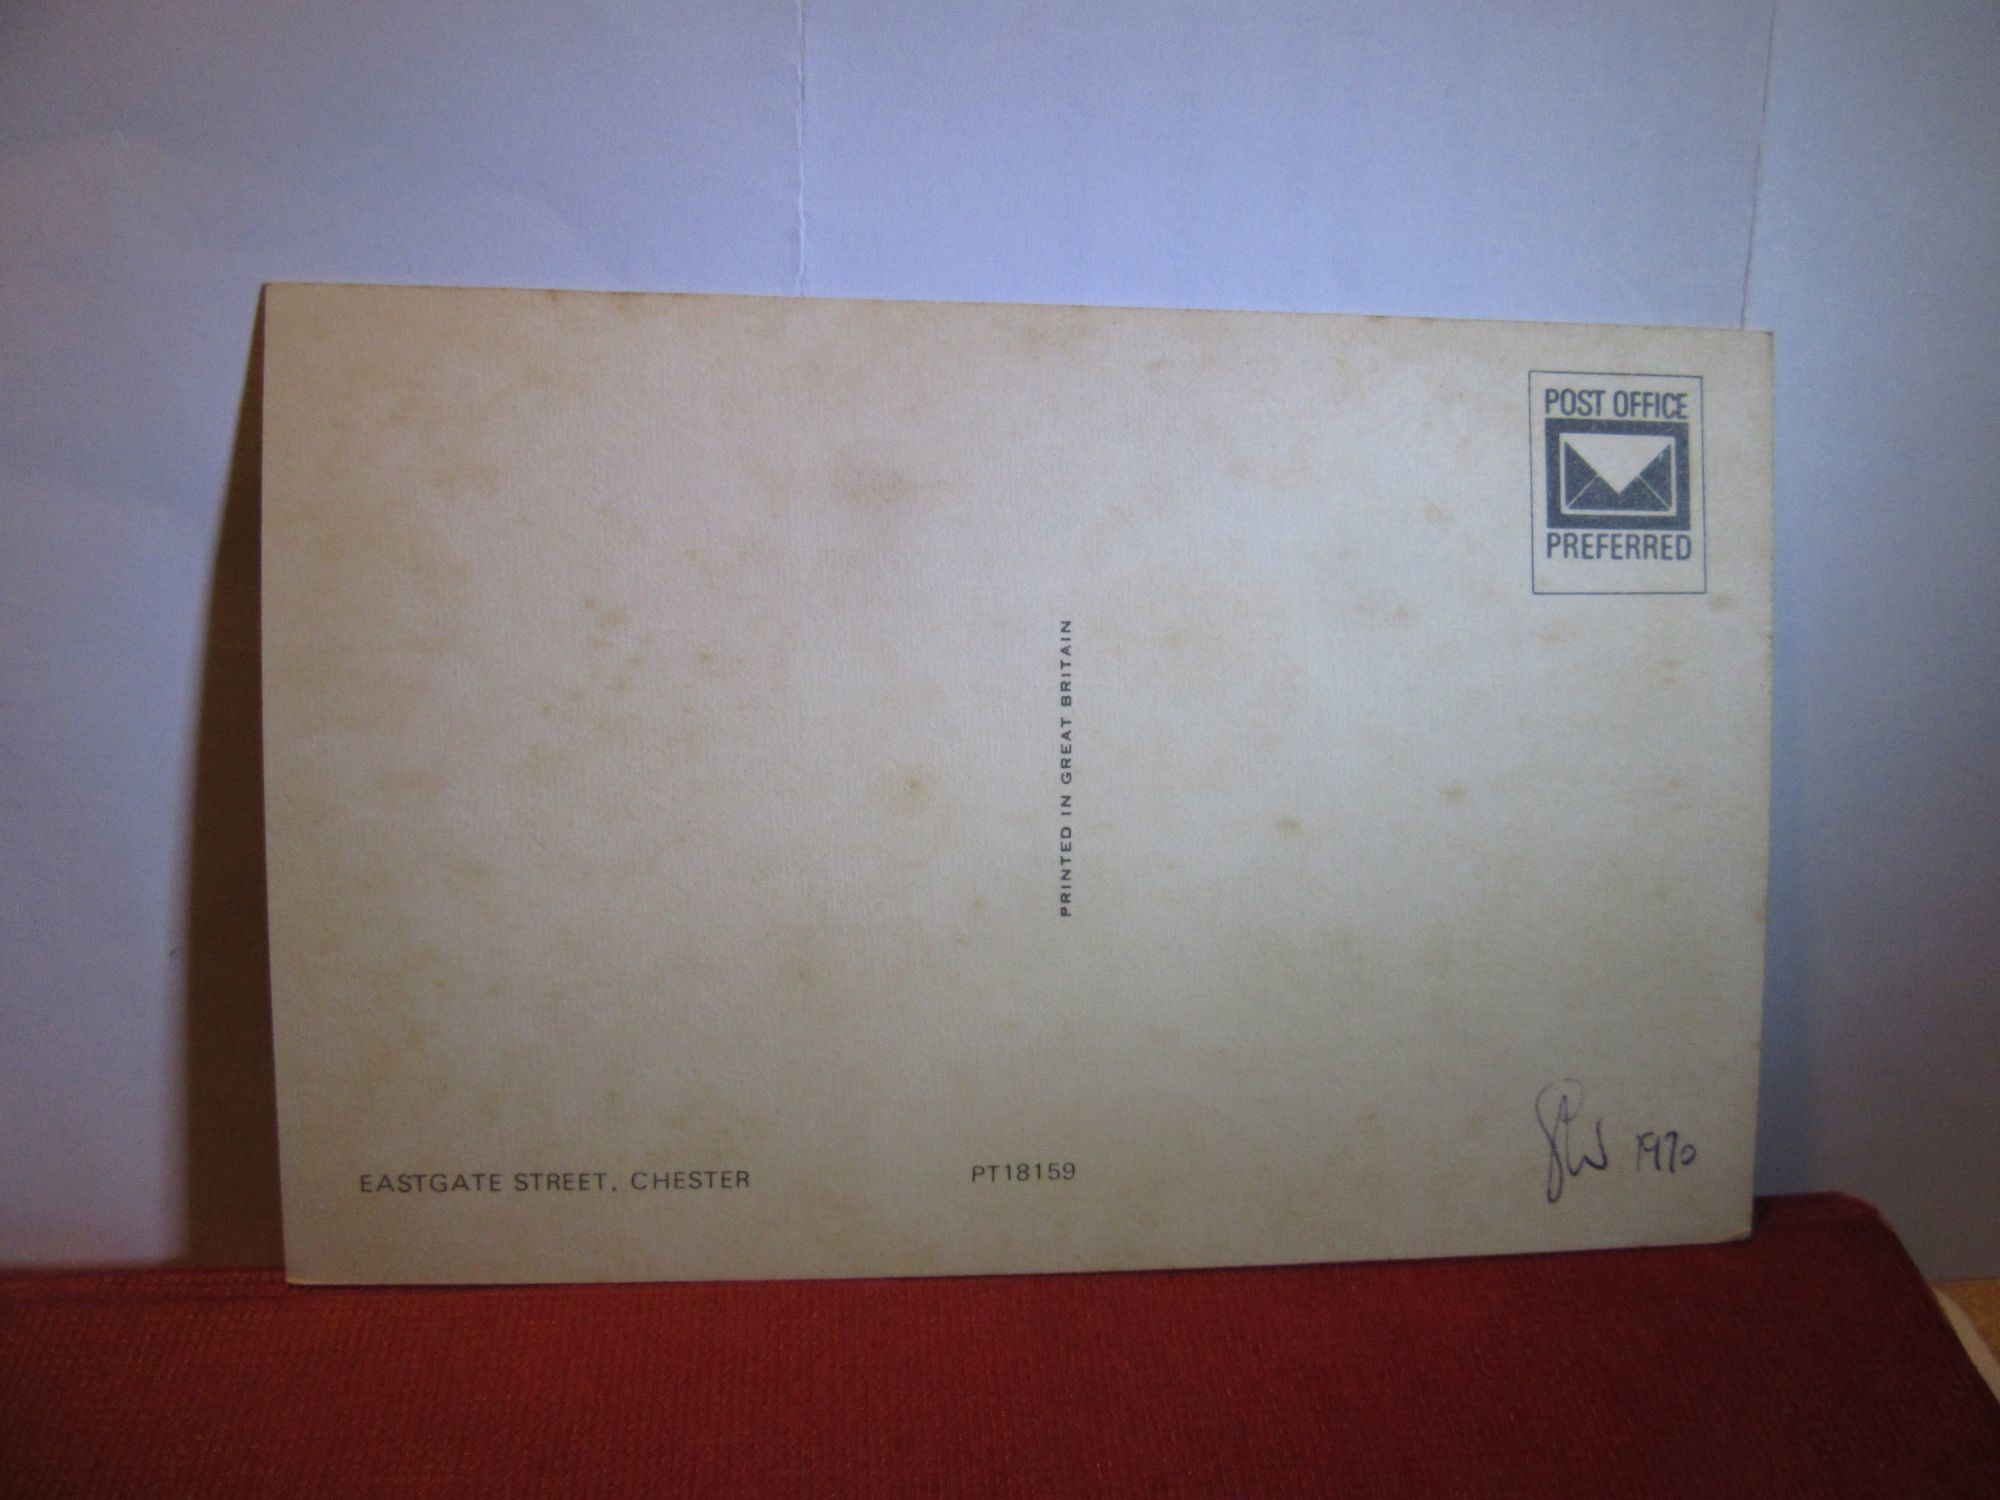 POST OFFICE
PREFERRED
PRINTED IN GREAT BRITAIN
EASTGATE STREET, CHESTER
PT18159
1970